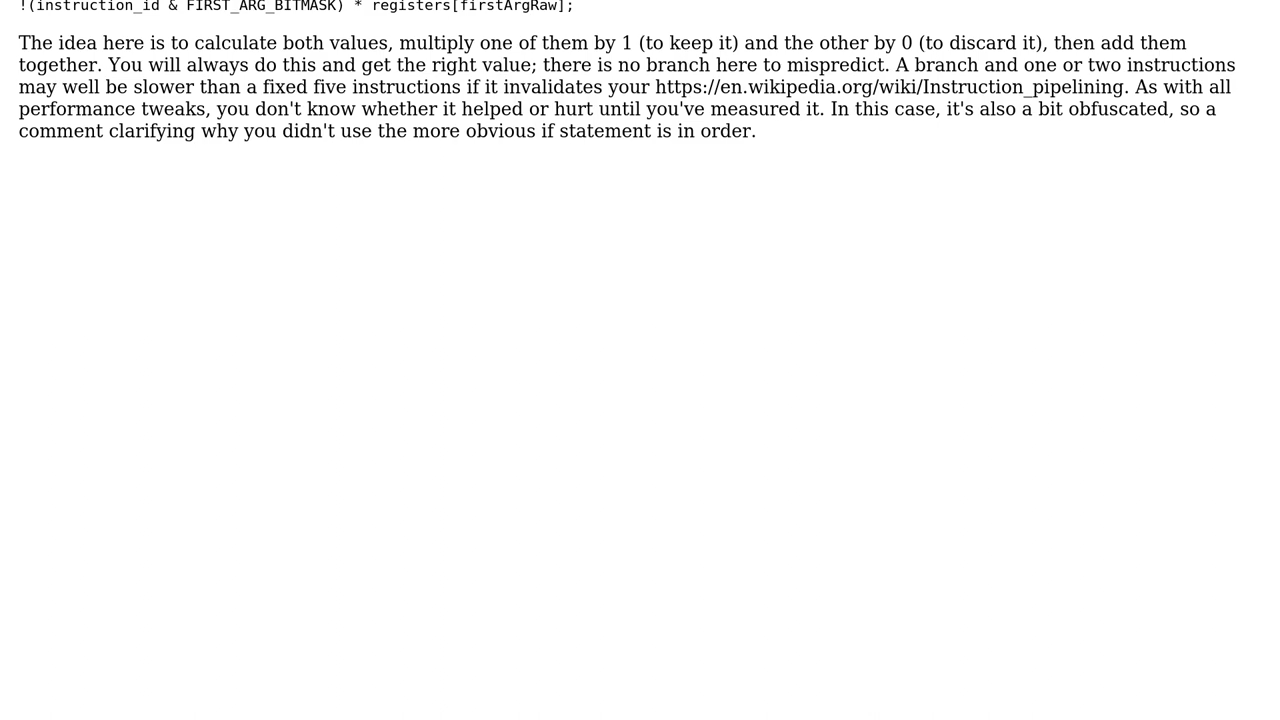 !(instruction_id & FIRST_ARG_BITMASK) * registers[firstArgRaw];
The idea here is to calculate both values, multiply one of them by 1 (to keep it) and the other by 0 (to discard it), then add them
together. You will always do this and get the right value; there is no branch here to mispredict. A branch and one or two instructions
may well be slower than a fixed five instructions if it invalidates your https://en.wikipedia.org/wiki/Instruction_pipelining. As with all
performance tweaks, you don't know whether it helped or hurt until you've measured it. In this case, it's also a bit obfuscated, so a
comment clarifying why you didn't use the more obvious if statement is in order.